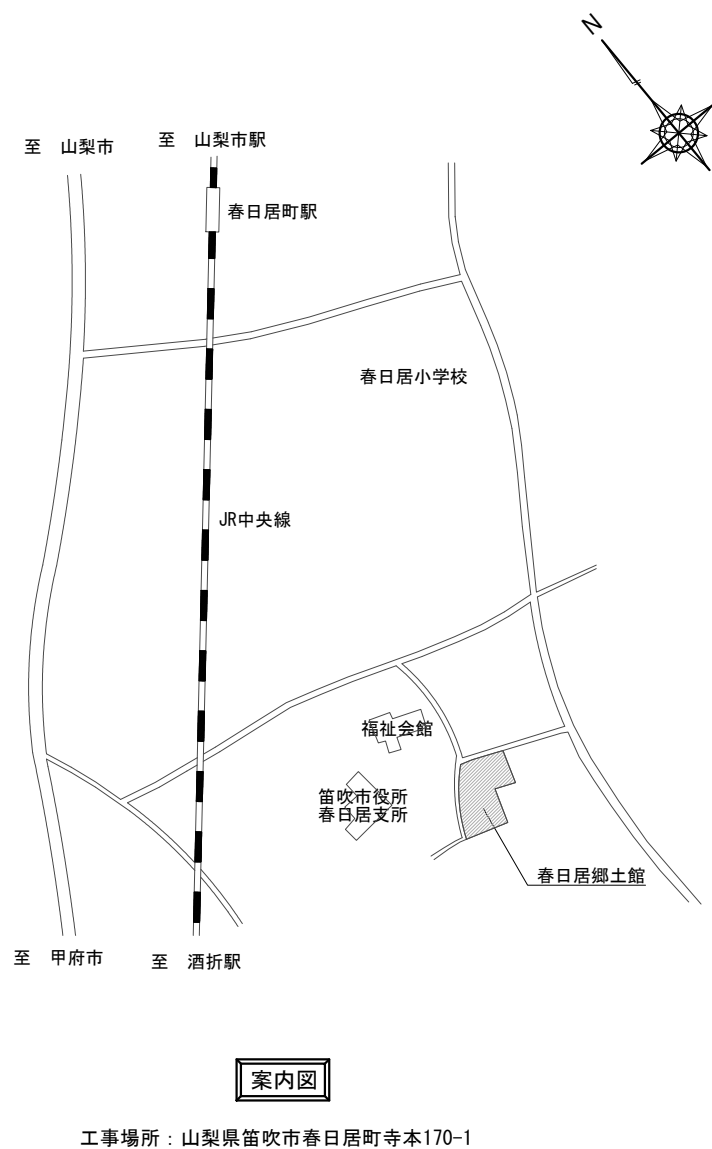 N
至　山梨市
至　山梨市駅
春日居町駅
春日居小学校
JR中央線
福祉会館
笛吹市役所
春日居支所
春日居郷土館
至　甲府市
至　酒折駅
案内図
工事場所：山梨県笛吹市春日居町寺本170-1